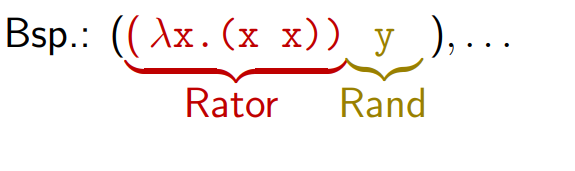 Bsp.: (( λx.(x x)) y ),...
Rator Rand